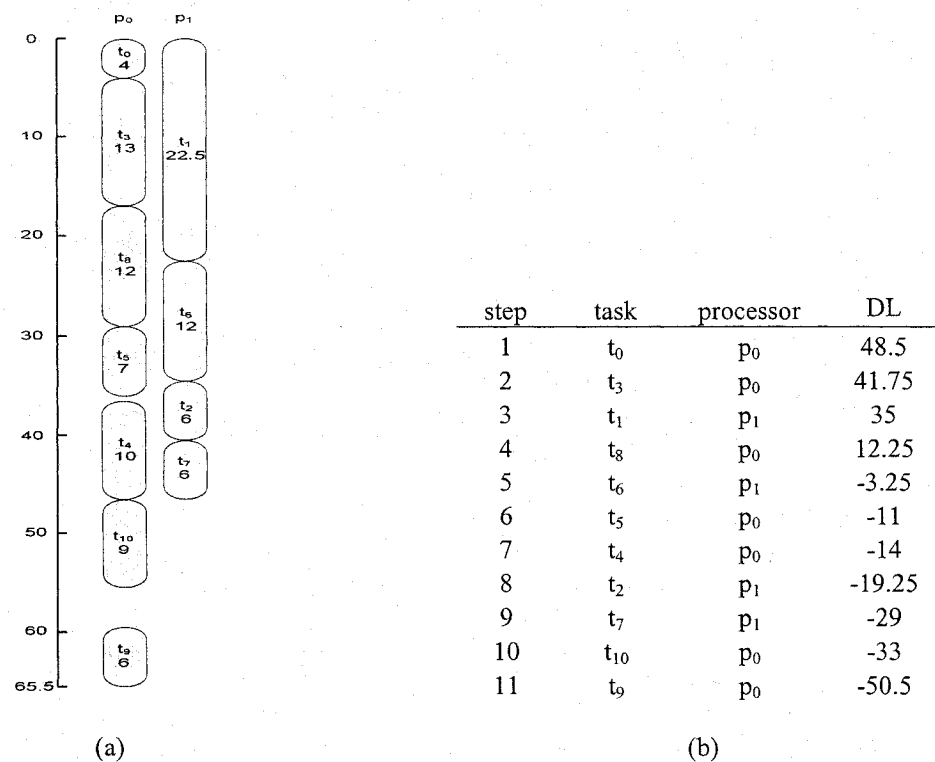 p0 p1
0
t0
4
t3
13
10
t1
22.5
20
t8
12
t6
12
30
t5
7
t2
6
40
t4
10
t7
6
50
t10
9
60
t9
6
65.5
(a)
step task processor DL
1 t0 p0 48.5
2 t3 p0 41.75
3 t1 p1 35
4 t8 p0 12.25
5 t6 p1 -3.25
6 t5 p0 -11
7 t4 p0 -14
8 t2 p1 -19.25
9 t7 p1 -29
10 t10 p0 -33
11 t9 p0 -50.5
(b)